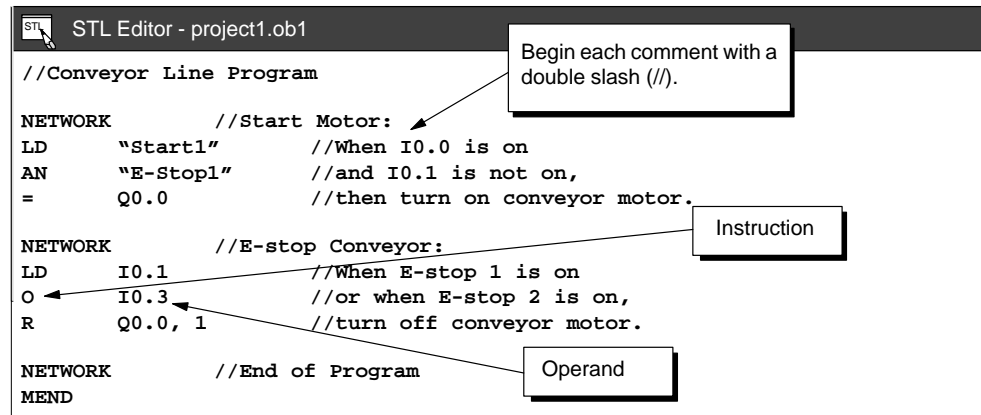 STL
STL Editor - project1.ob1
Begin each comment with a
double slash (//).
//Conveyor Line Program
NETWORK //Start Motor:
LD “Start1” //When I0.0 is on
AN “E-Stop1” //and I0.1 is not on,
= Q0.0 //then turn on conveyor motor.
Instruction
NETWORK //E-stop Conveyor:
LD I0.1 //When E-stop 1 is on
O I0.3 //or when E-stop 2 is on,
R Q0.0, 1 //turn off conveyor motor.
Operand
NETWORK //End of Program
MEND